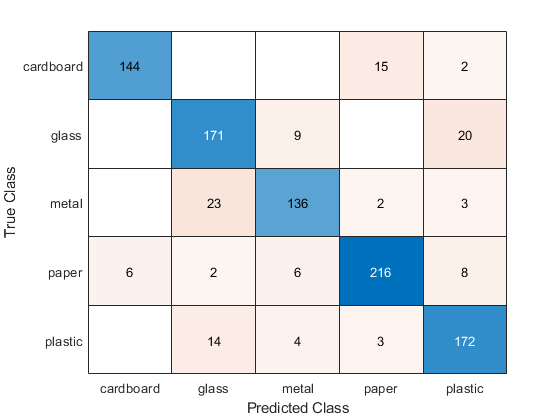 cardboard 144 15 2
glass 171 9 20
metal 23 136 2 3
paper 6 2 6 216 8
plastic 14 4 3 172
cardboard glass metal paper plastic
Predicted Class
True Class